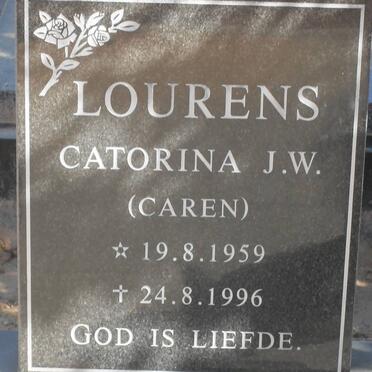 LOURENS
CATORINA J.W.
(CAREN)
☆ 19.8.1959
✝ 24.8.1996
GOD IS LIEFDE.